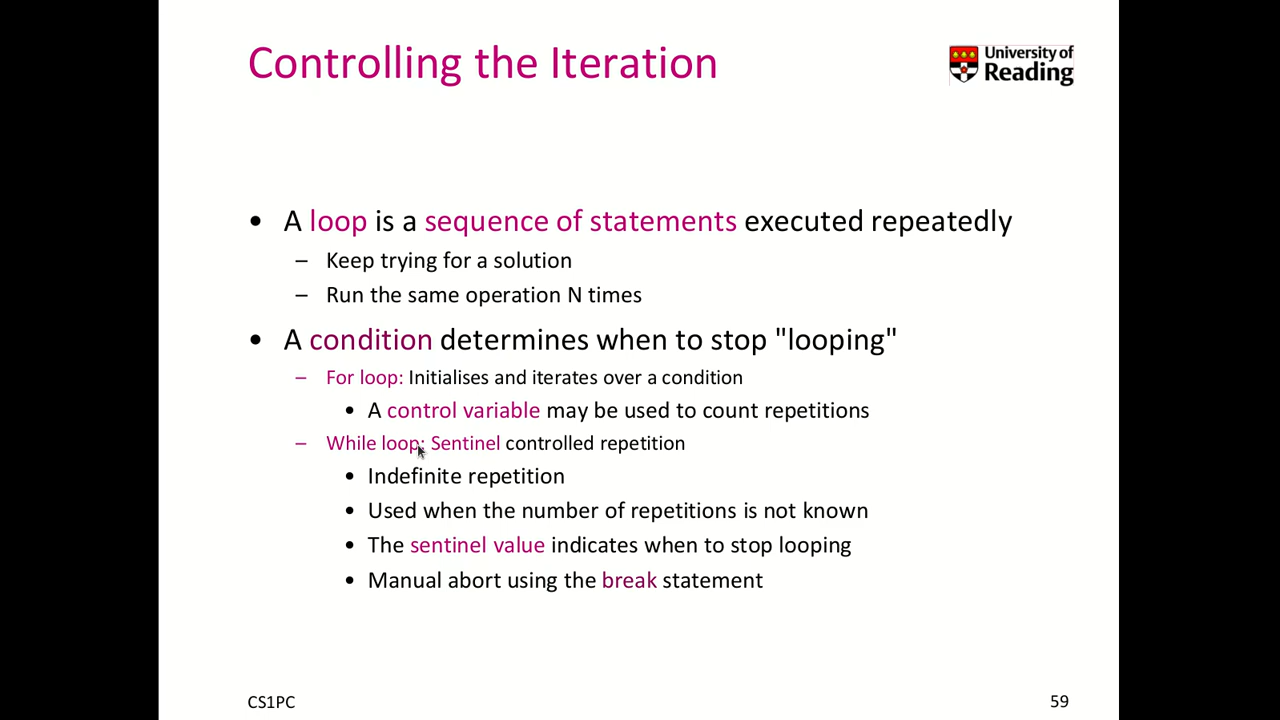 Controlling the Iteration
University of
Reading
• A loop is a sequence of statements executed repeatedly
– Keep trying for a solution
– Run the same operation N times
• A condition determines when to stop "looping"
– For loop: Initialises and iterates over a condition
• A control variable may be used to count repetitions
– While loop: Sentinel controlled repetition
• Indefinite repetition
• Used when the number of repetitions is not known
• The sentinel value indicates when to stop looping
• Manual abort using the break statement
CS1PC
59